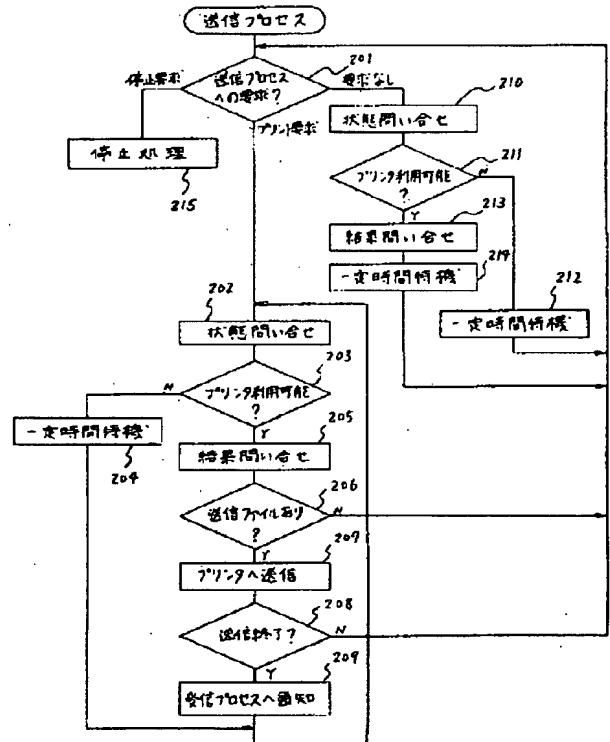 送信プロセス
201
停止要求
送信プロセス
への要求?
要求なし
プリント要求
210
状態問い合せ
停止処理
215
211
プリンタ利用可能
?
N
Y
213
結果問い合せ
214
一定時間待機
212
一定時間待機
202
状態問い合せ
203
N
プリンタ利用可能
?
Y
一定時間待機
204
205
結果問い合せ
206
送信ファイルあり
?
N
Y
207
プリンタへ送信
208
送信終了?
N
Y
209
受信プロセスへ通知